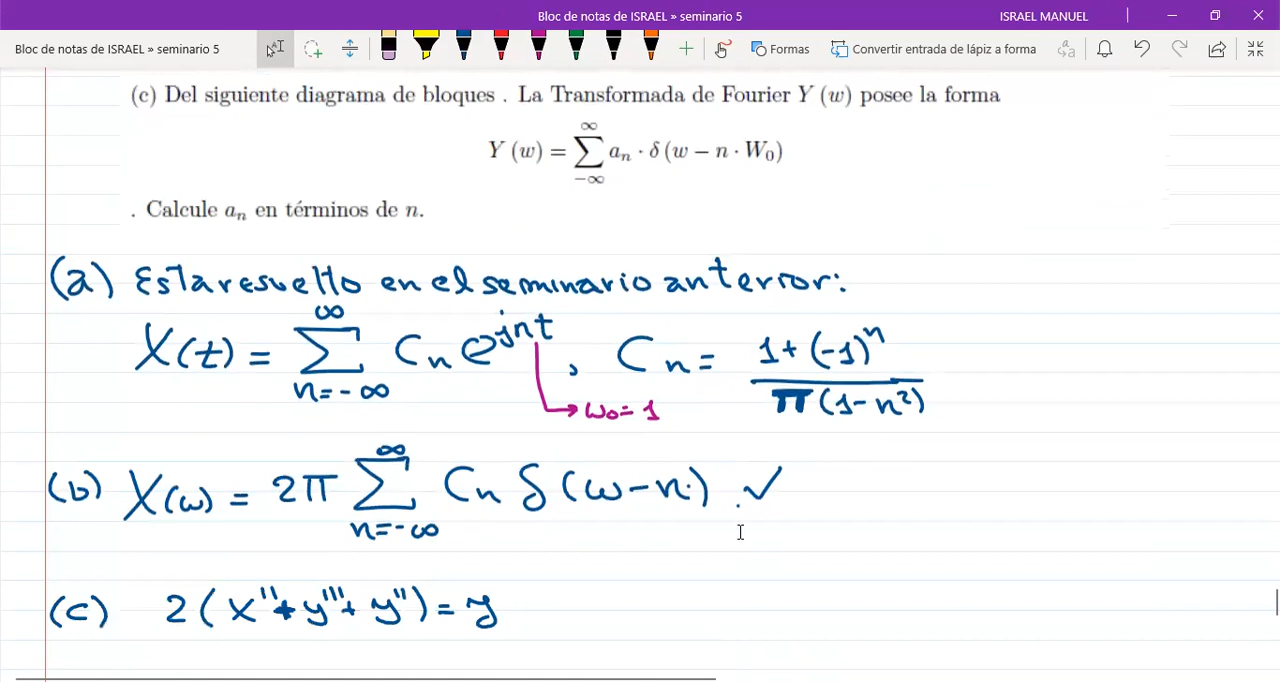 Bloc de notas de ISRAEL » seminario 5
ISRAEL MANUEL
Bloc de notas de ISRAEL » seminario 5
Formas
Convertir entrada de lápiz a forma
(c) Del siguiente diagrama de bloques . La Transformada de Fourier Y (w) posee la forma
Y (w) = ∑_{-∞}^{∞} a_n · δ (w − n · W_0)
. Calcule a_n en términos de n.
(a) Esta resuelto en el seminario anterior:
X(t) = ∑_{n=-∞}^{∞} C_n e^{jnt} , C_n = \frac{1+(-1)^n}{π(1-n^2)}
→ ω_0 = 1
(b) X(ω) = 2π ∑_{n=-∞}^{∞} C_n δ(ω-n·) . ✓
(c) 2(x''+ y'''+ y'') = y